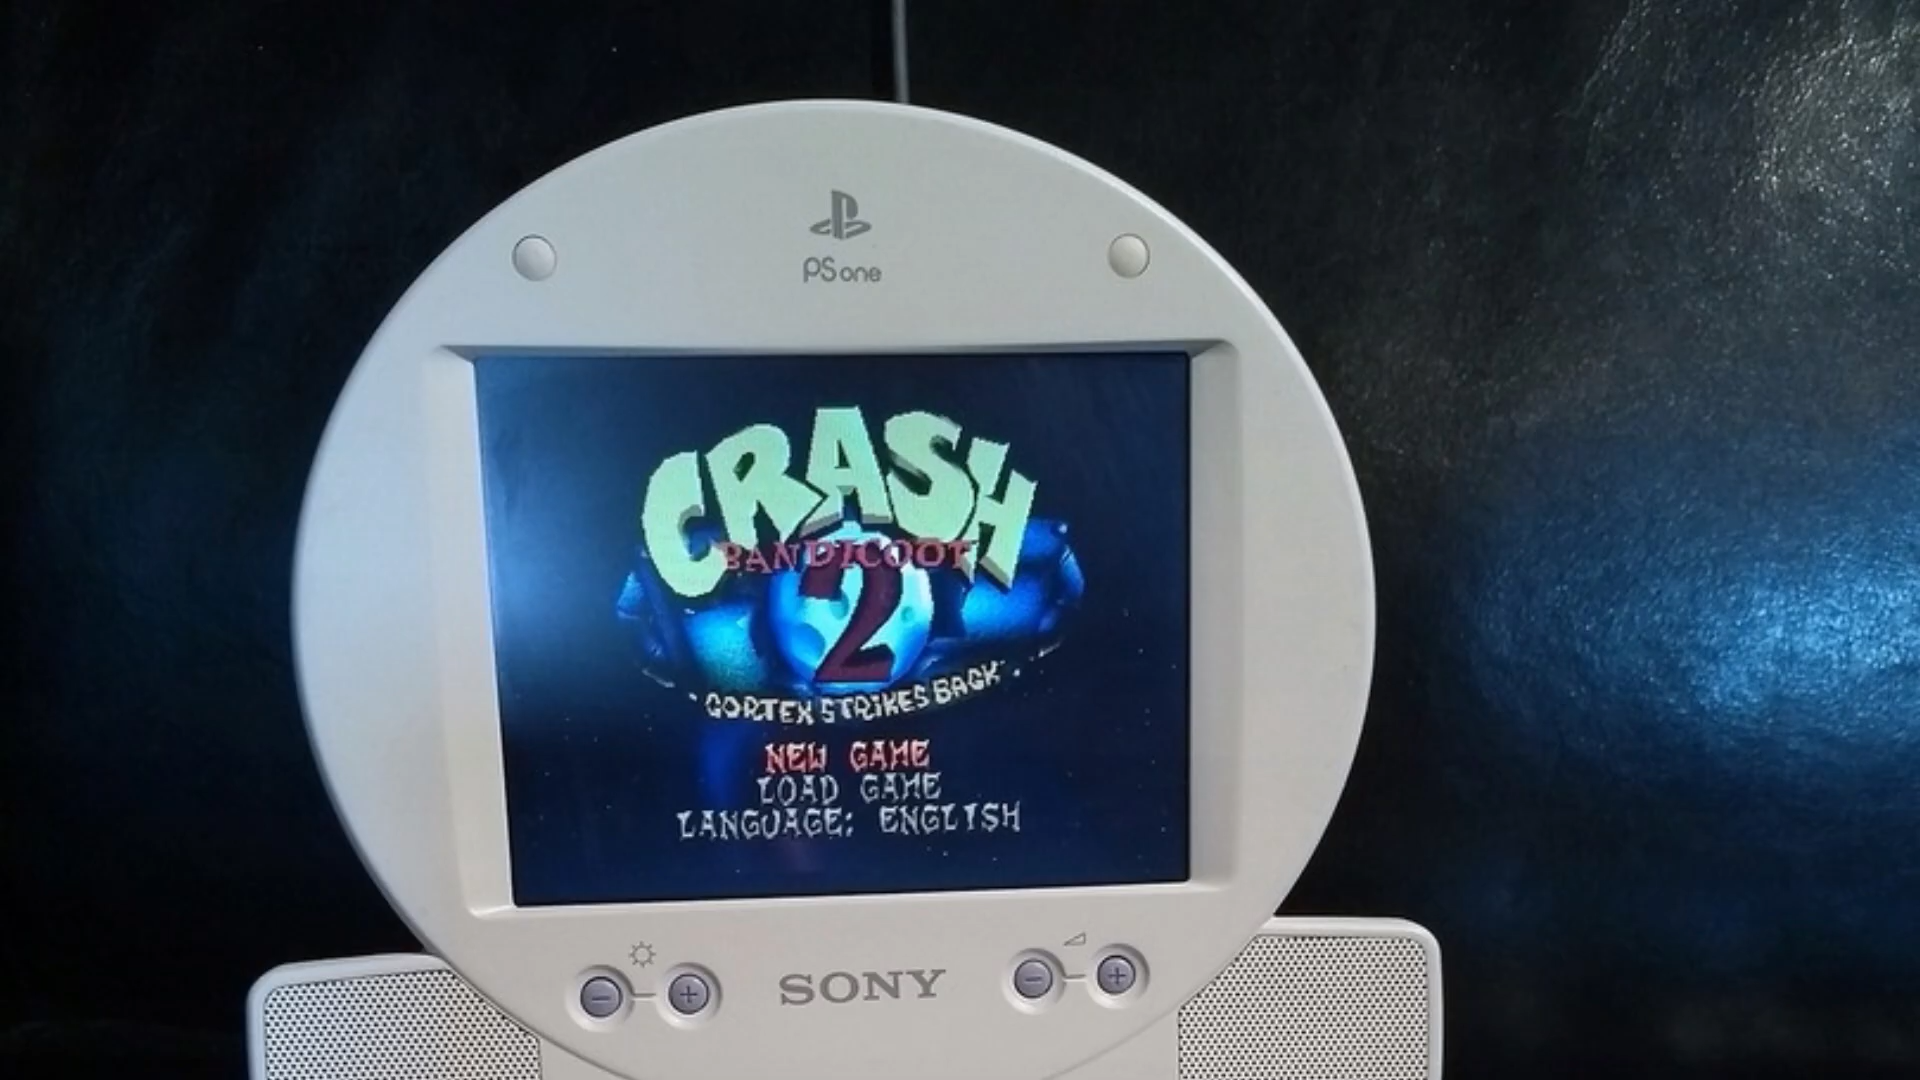 PS one
CRASH
BANDICOOT
2
CORTEX STRIKES BACK
NEW GAME
LOAD GAME
LANGUAGE: ENGLISH
SONY